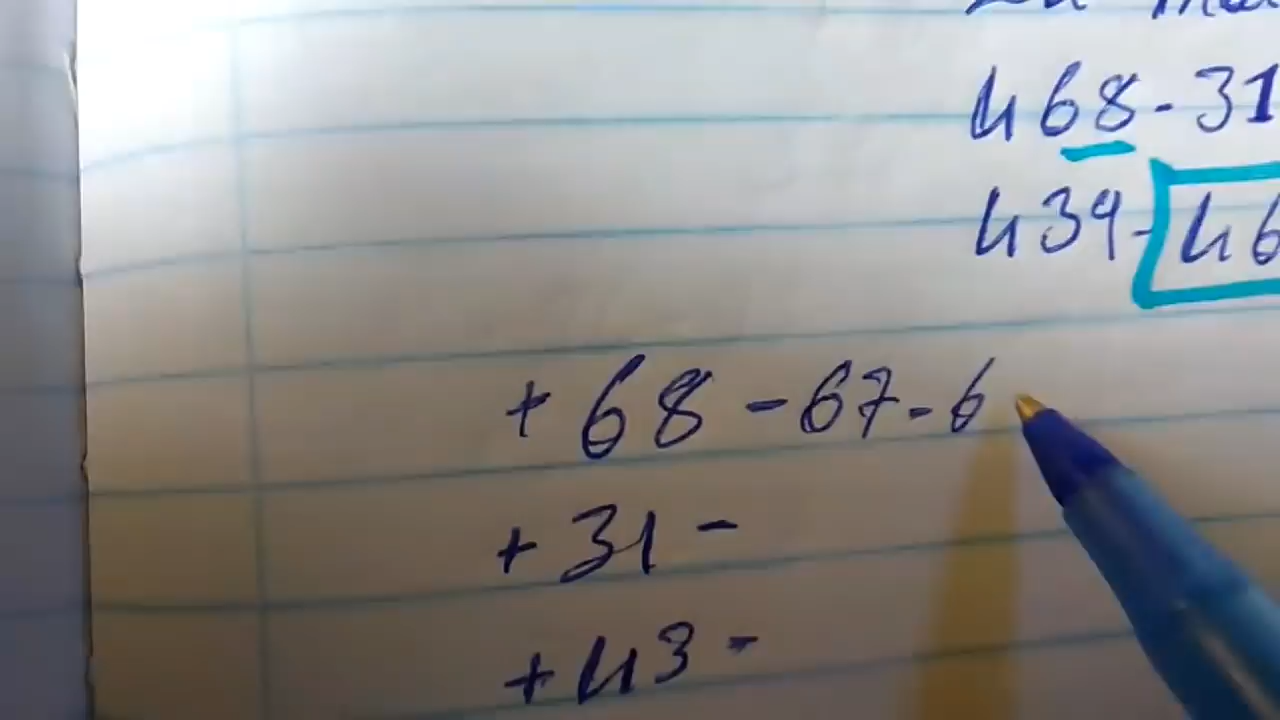 468-31
439-46
+ 68 - 67 - 6
+ 31 -
+ 43 -